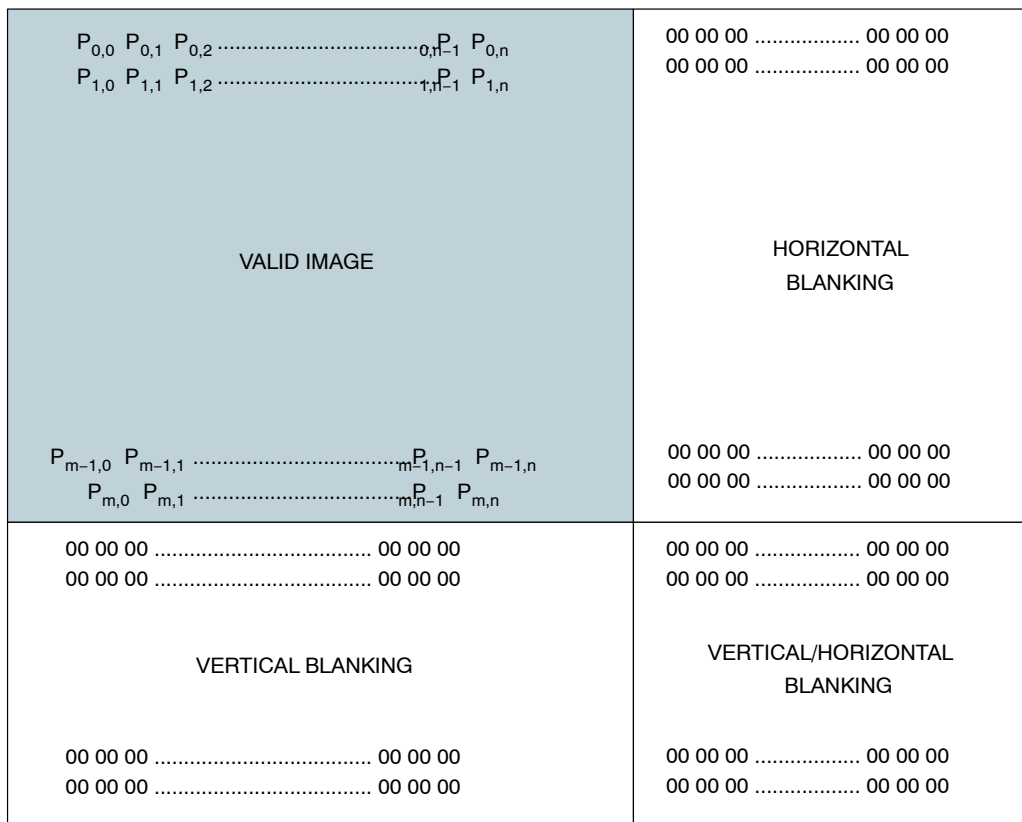 P0,0 P0,1 P0,2 ...................................... P0,n−1 P0,n
P1,0 P1,1 P1,2 ...................................... P1,n−1 P1,n
VALID IMAGE
Pm−1,0 Pm−1,1 ...................................... Pm−1,n−1 Pm−1,n
Pm,0 Pm,1 ...................................... Pm,n−1 Pm,n
00 00 00 .................. 00 00 00
00 00 00 .................. 00 00 00
HORIZONTAL
BLANKING
00 00 00 .................. 00 00 00
00 00 00 .................. 00 00 00
00 00 00 ..................................... 00 00 00
00 00 00 ..................................... 00 00 00
VERTICAL BLANKING
00 00 00 ..................................... 00 00 00
00 00 00 ..................................... 00 00 00
00 00 00 .................. 00 00 00
00 00 00 .................. 00 00 00
VERTICAL/HORIZONTAL
BLANKING
00 00 00 .................. 00 00 00
00 00 00 .................. 00 00 00